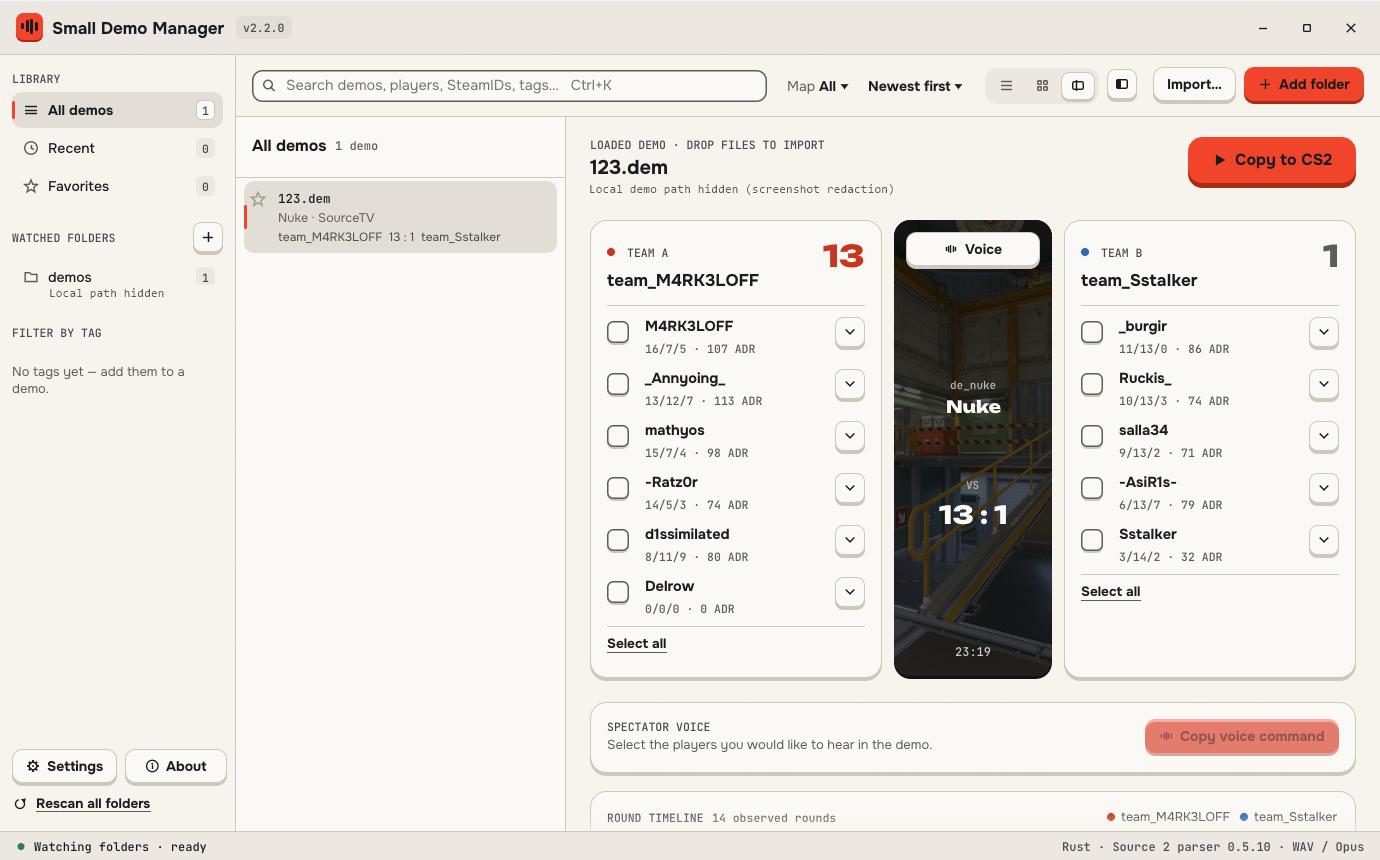 Small Demo Manager v2.2.0
LIBRARY
All demos 1
Recent 0
Favorites 0
WATCHED FOLDERS
demos 1
Local path hidden
FILTER BY TAG
No tags yet — add them to a
demo.
Settings About
Rescan all folders
Search demos, players, SteamIDs, tags... Ctrl+K
Map All Newest first Import... + Add folder
All demos 1 demo
123.dem
Nuke · SourceTV
team_M4RK3LOFF 13 : 1 team_Sstalker
LOADED DEMO · DROP FILES TO IMPORT
123.dem
Local demo path hidden (screenshot redaction)
Copy to CS2
TEAM A 13
team_M4RK3LOFF
M4RK3LOFF
16/7/5 · 107 ADR
_Annyoing_
13/12/7 · 113 ADR
mathyos
15/7/4 · 98 ADR
-Ratz0r
14/5/3 · 74 ADR
d1ssimilated
8/11/9 · 80 ADR
Delrow
0/0/0 · 0 ADR
Select all
Voice
de_nuke
Nuke
VS
13 : 1
23:19
TEAM B 1
team_Sstalker
_burgir
11/13/0 · 86 ADR
Ruckis_
10/13/3 · 74 ADR
salla34
9/13/2 · 71 ADR
-AsiR1s-
6/13/7 · 79 ADR
Sstalker
3/14/2 · 32 ADR
Select all
SPECTATOR VOICE
Select the players you would like to hear in the demo.
Copy voice command
ROUND TIMELINE 14 observed rounds
team_M4RK3LOFF team_Sstalker
Watching folders · ready
Rust · Source 2 parser 0.5.10 · WAV / Opus